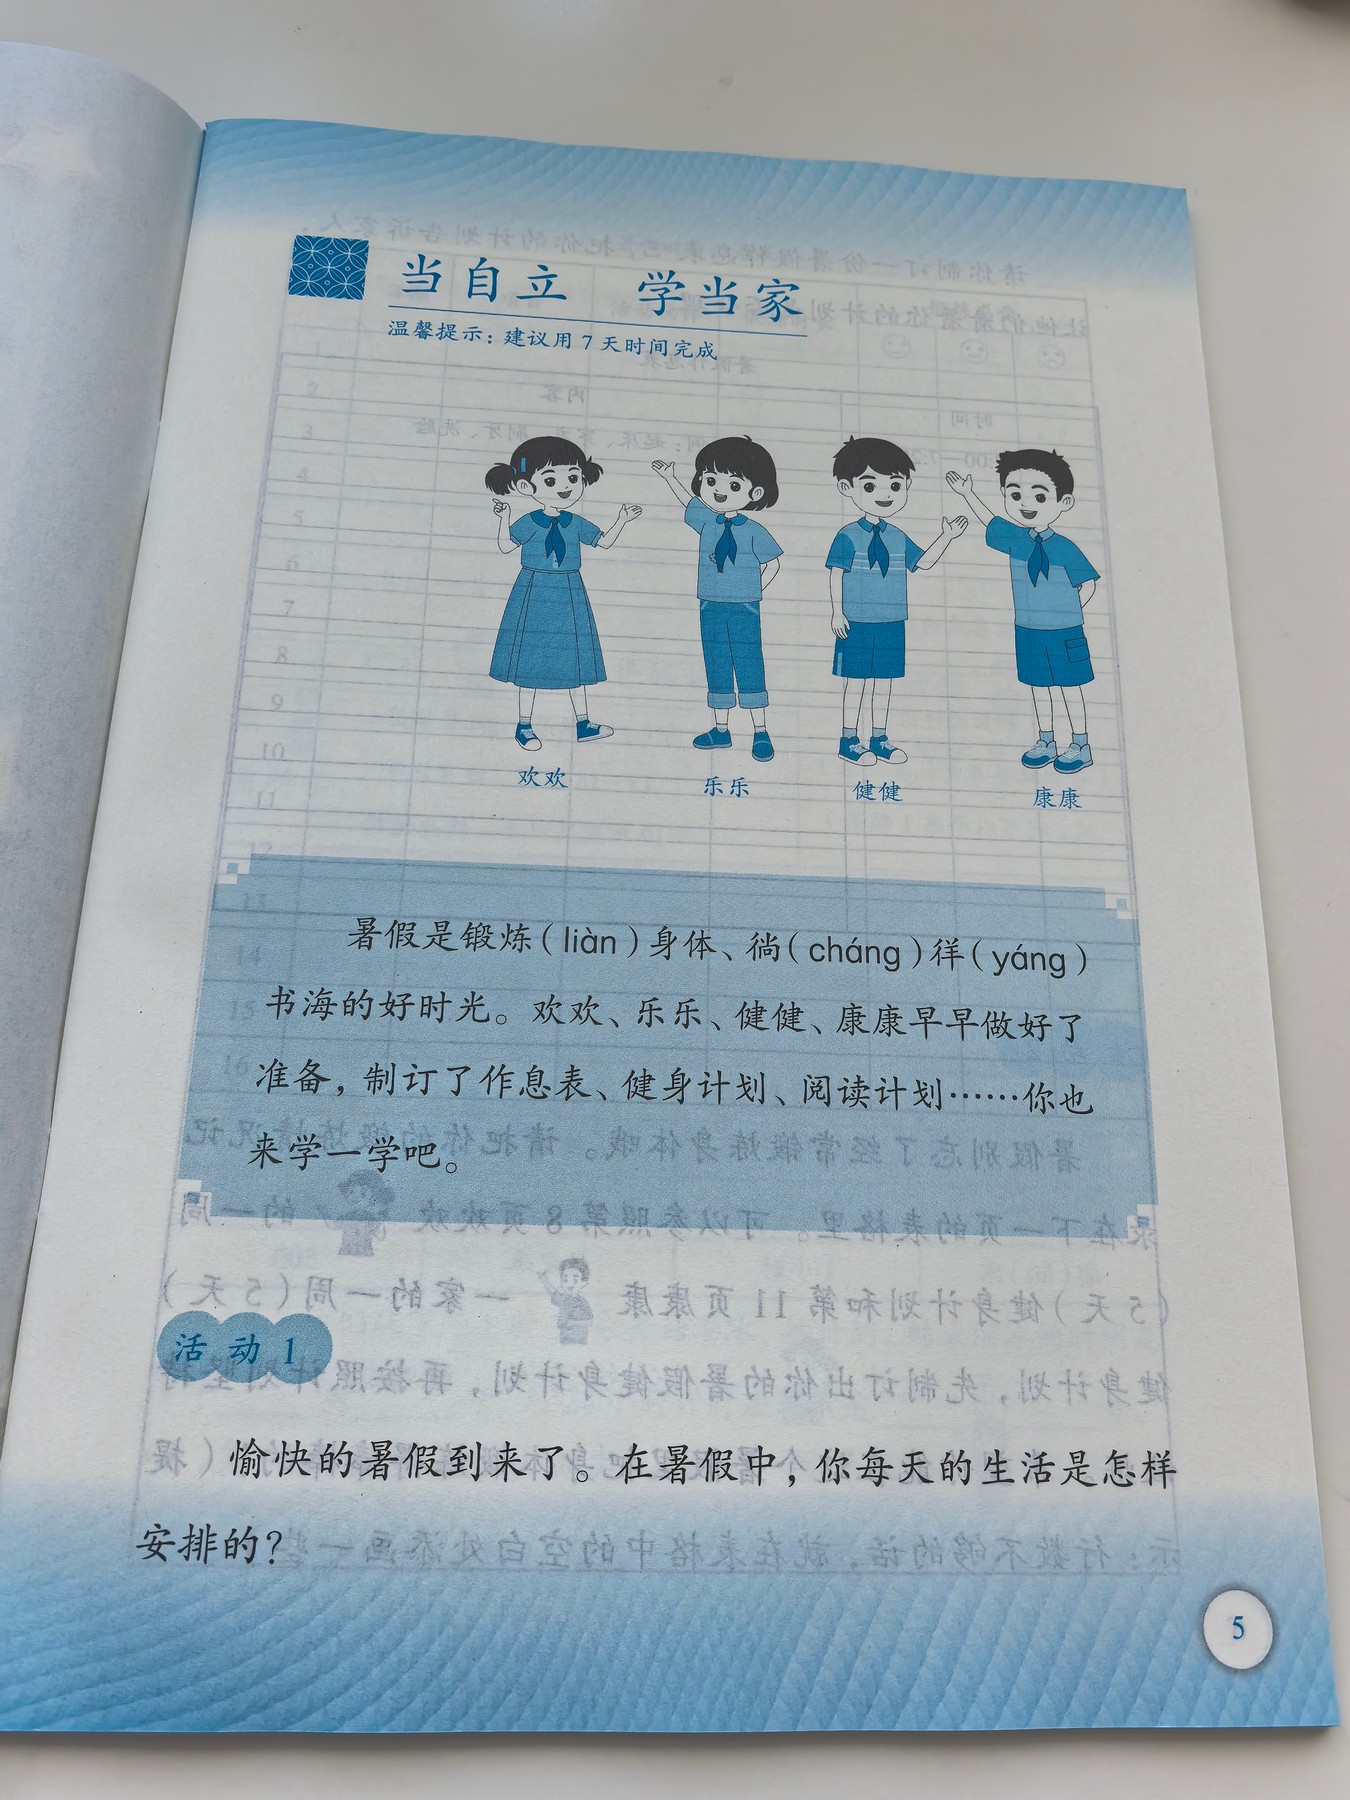 当自立 学当家
温馨提示：建议用 7 天时间完成
欢欢
乐乐
健健
康康
暑假是锻炼（liàn）身体、徜（cháng）徉（yáng）
书海的好时光。欢欢、乐乐、健健、康康早早做好了
准备，制订了作息表、健身计划、阅读计划……你也
来学一学吧。
活动 1
愉快的暑假到来了。在暑假中，你每天的生活是怎样
安排的？
5